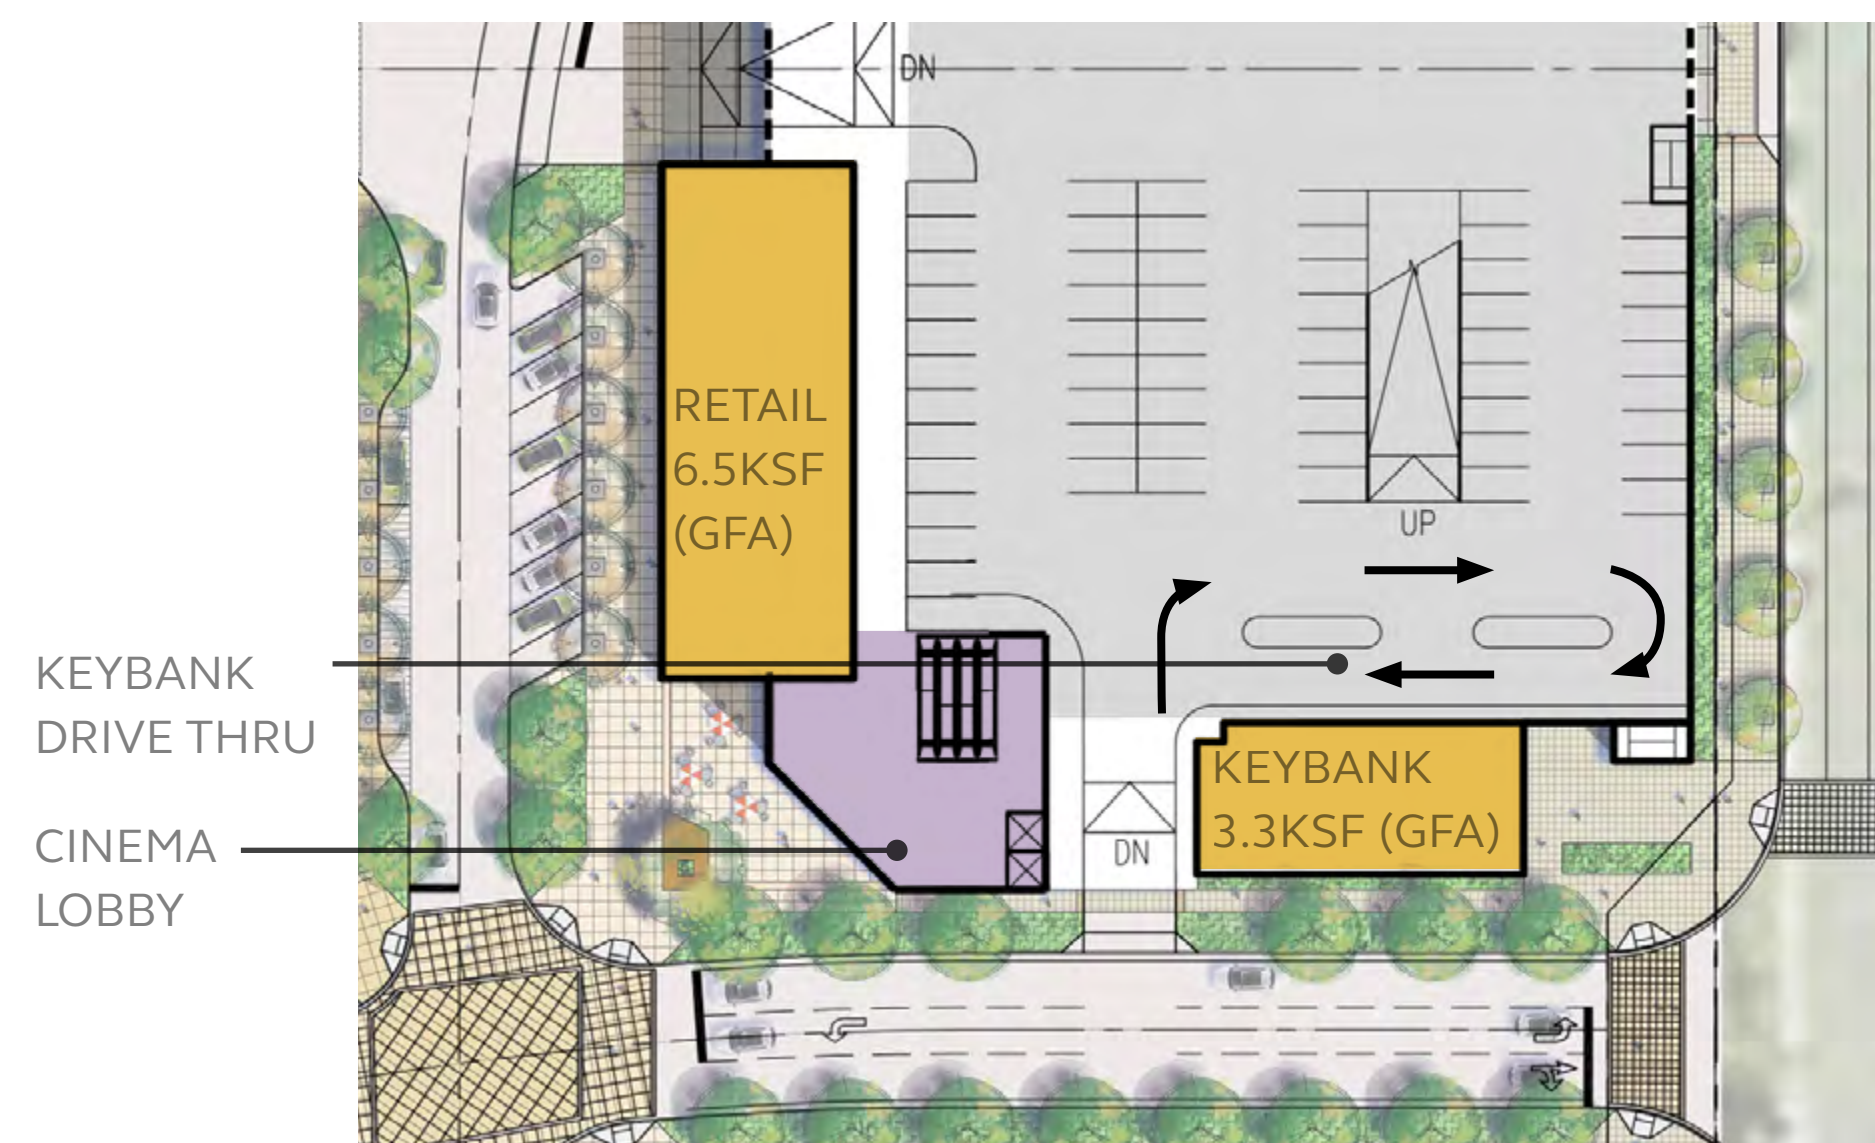 DN
RETAIL
6.5KSF
(GFA)
UP
KEYBANK
DRIVE THRU
KEYBANK
3.3KSF (GFA)
CINEMA
LOBBY
DN